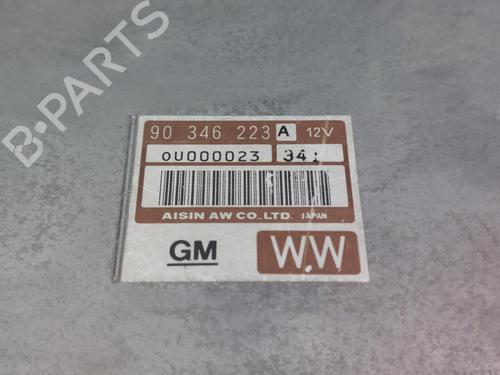 B-PARTS
90 346 223 A 12V
0U000023 34
AISIN AW CO.,LTD. JAPAN
GM W.W